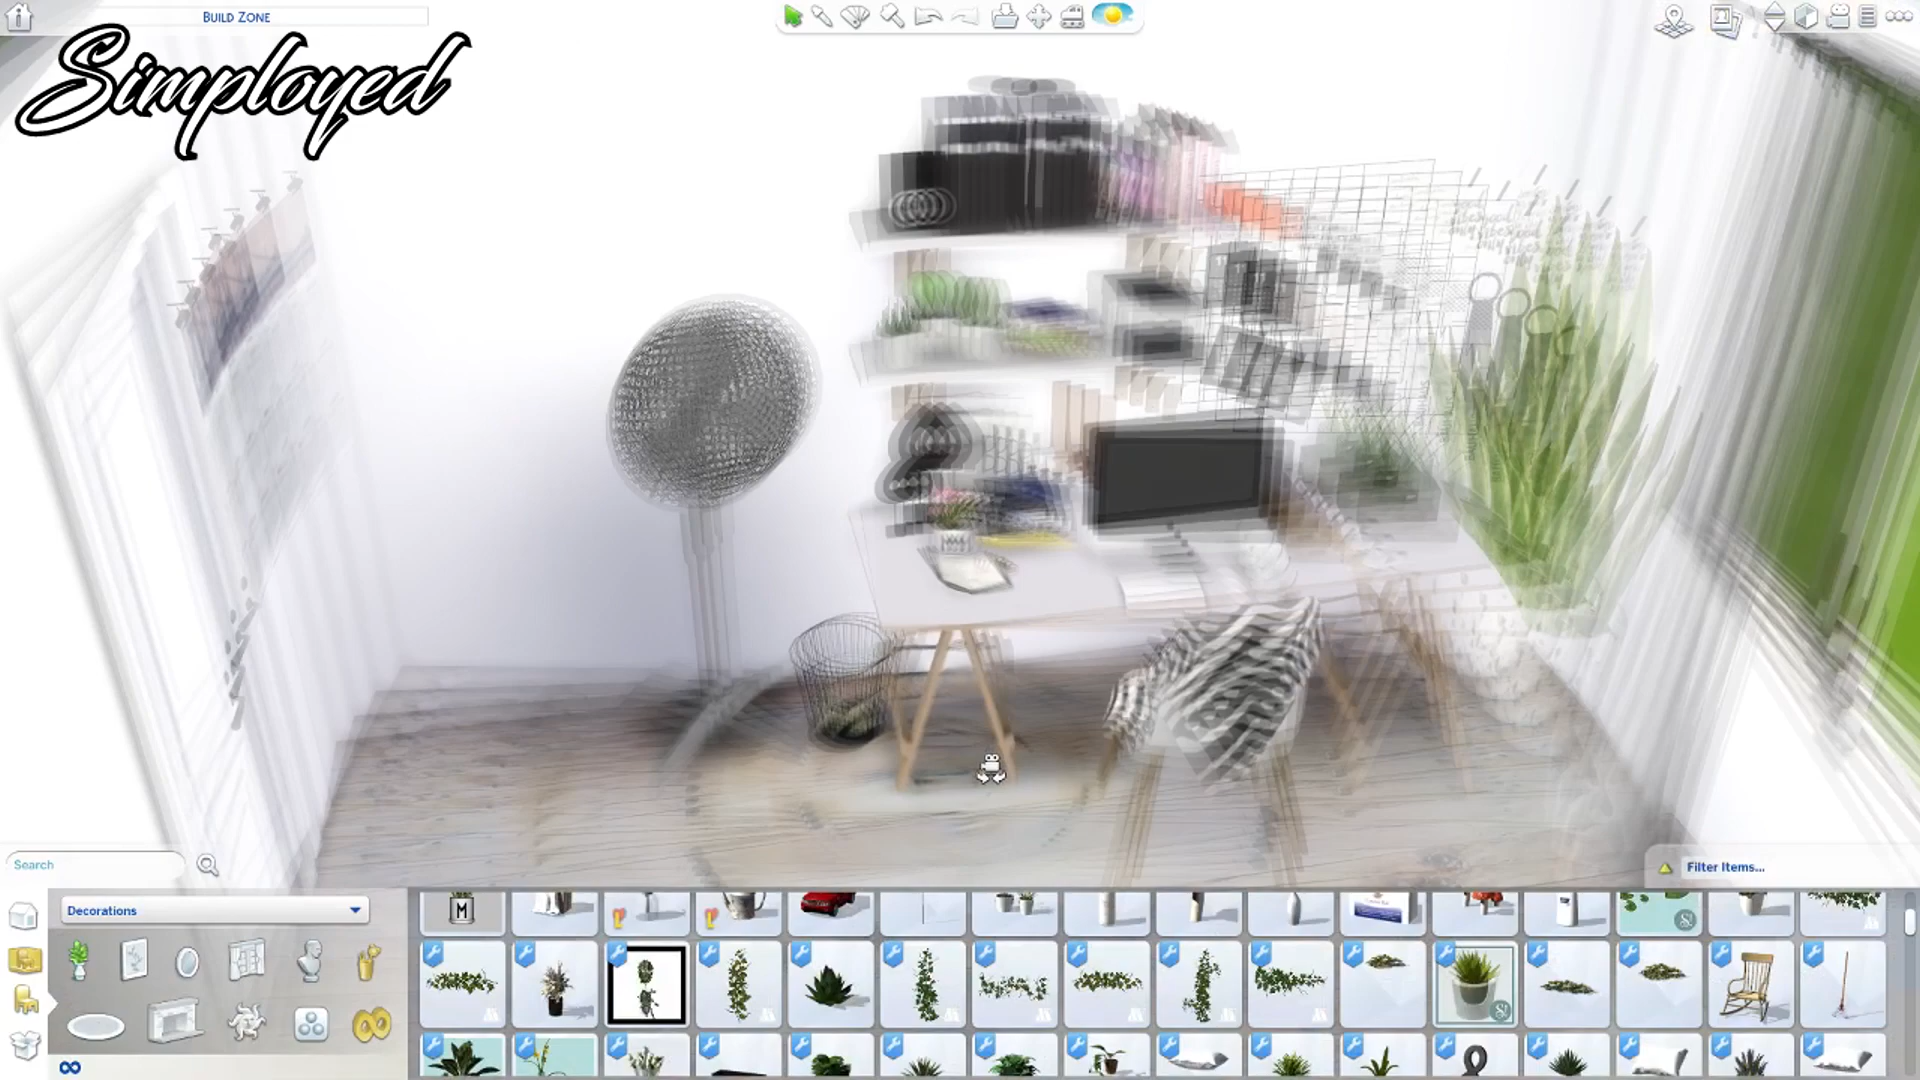 BUILD ZONE
Simployed
Search
Filter Items...
Decorations
M